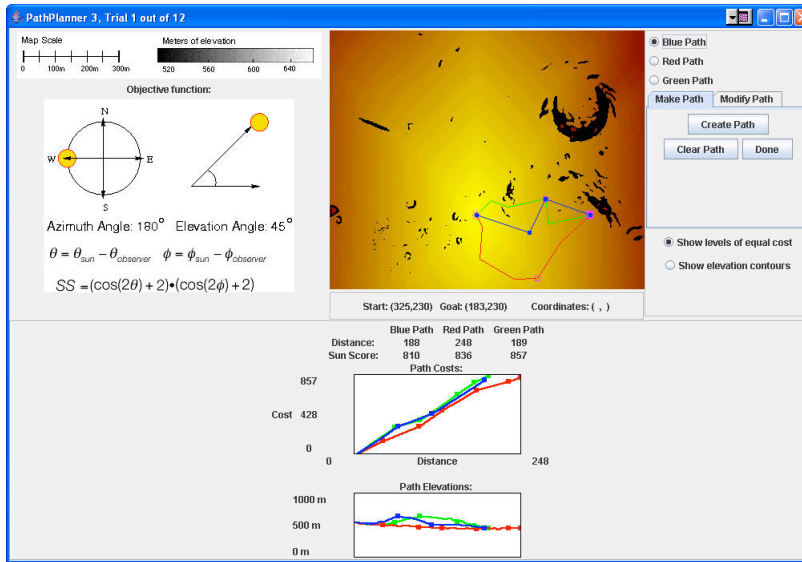 PathPlanner 3, Trial 1 out of 12
Map Scale
0 100m 200m 300m
Meters of elevation
520 560 600 640
Objective function:
N
W E
S
Azimuth Angle: 180° Elevation Angle: 45°
θ = θsun − θobserver φ = φsun − φobserver
SS = (cos(2θ) + 2)•(cos(2φ) + 2)
Blue Path
Red Path
Green Path
Make Path Modify Path
Create Path
Clear Path Done
Show levels of equal cost
Show elevation contours
Start: (325,230) Goal: (183,230) Coordinates: ( , )
Blue Path Red Path Green Path
Distance: 188 248 189
Sun Score: 810 836 857
Path Costs:
857
Cost 428
0
0 Distance 248
Path Elevations:
1000 m
500 m
0 m